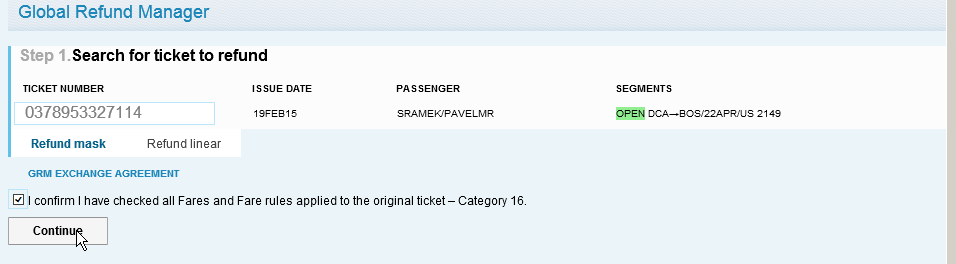 Global Refund Manager
Step 1.Search for ticket to refund
TICKET NUMBER ISSUE DATE PASSENGER SEGMENTS
0378953327114 19FEB15 SRAMEK/PAVELMR OPEN DCA→BOS/22APR/US 2149
Refund mask Refund linear
GRM EXCHANGE AGREEMENT
I confirm I have checked all Fares and Fare rules applied to the original ticket – Category 16.
Continue